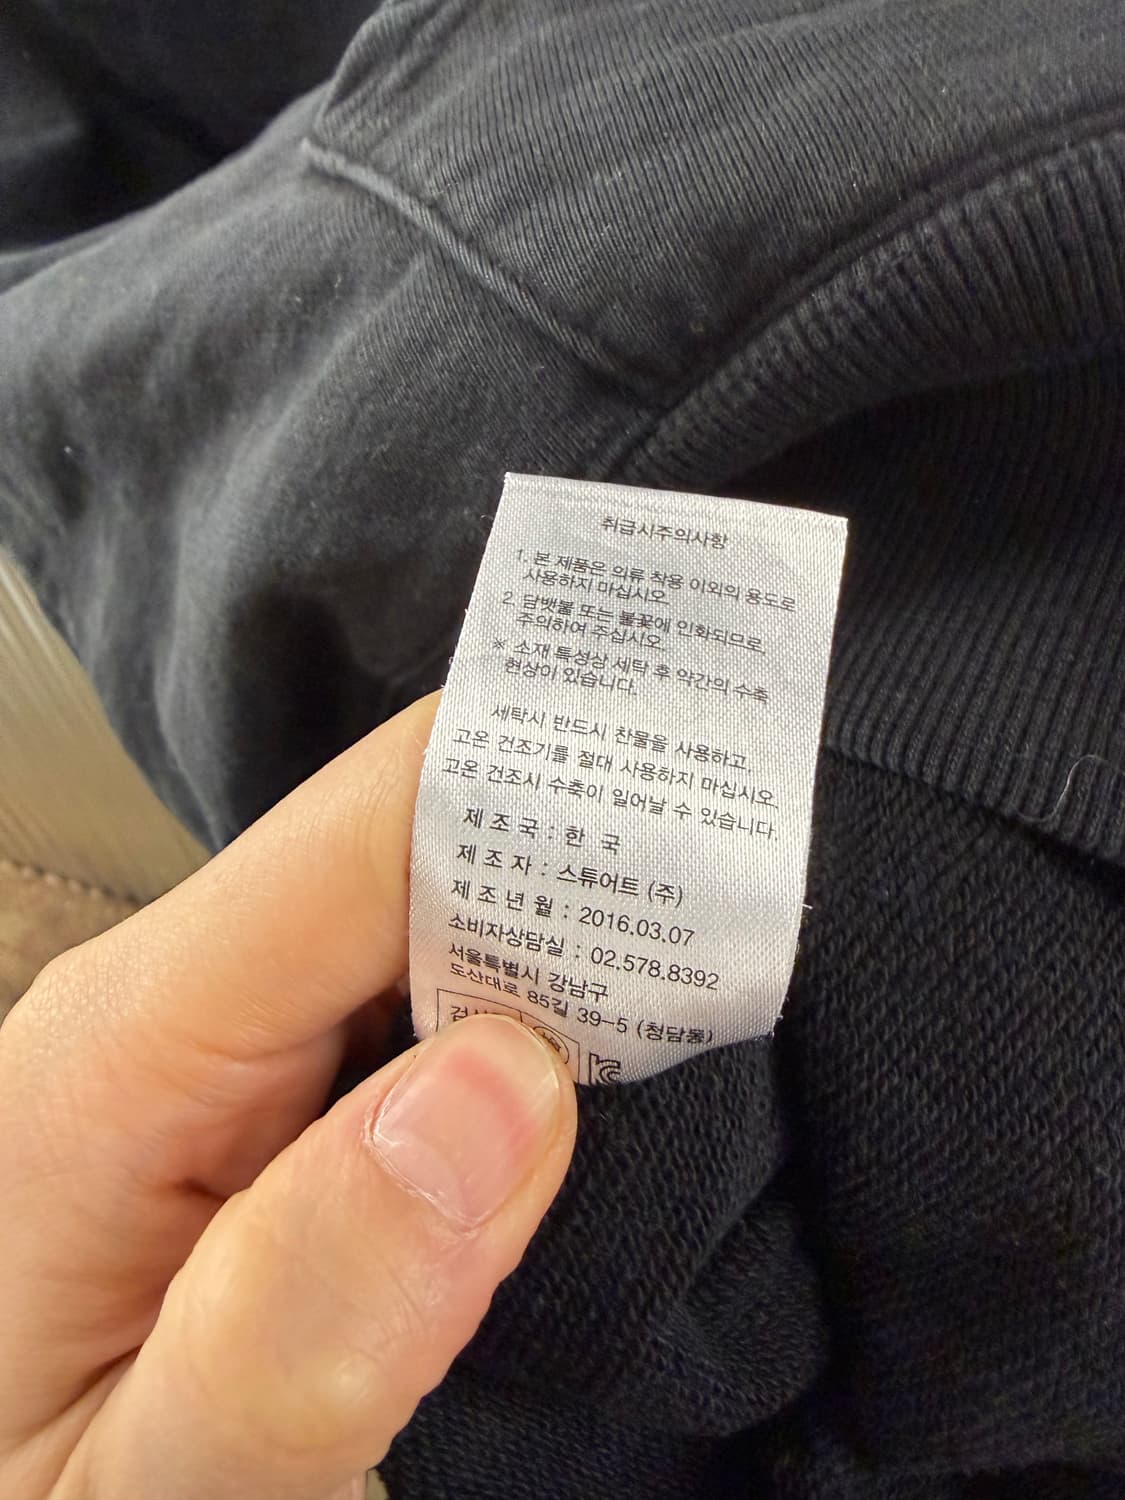 취급시주의사항
1. 본 제품은 의류 착용 이외의 용도로
사용하지 마십시오.
2. 담뱃불 또는 불꽃에 인화되므로,
주의하여 주십시오.
※ 소재 특성상 세탁 후 약간의 수축
현상이 있습니다.
세탁시 반드시 찬물을 사용하고,
고온 건조기를 절대 사용하지 마십시오.
고온 건조시 수축이 일어날 수 있습니다.
제 조 국 : 한 국
제 조 자 : 스튜어트 (주)
제 조 년 월 : 2016.03.07
소비자상담실 : 02.578.8392
서울특별시 강남구
도산대로 85길 39-5 (청담동)